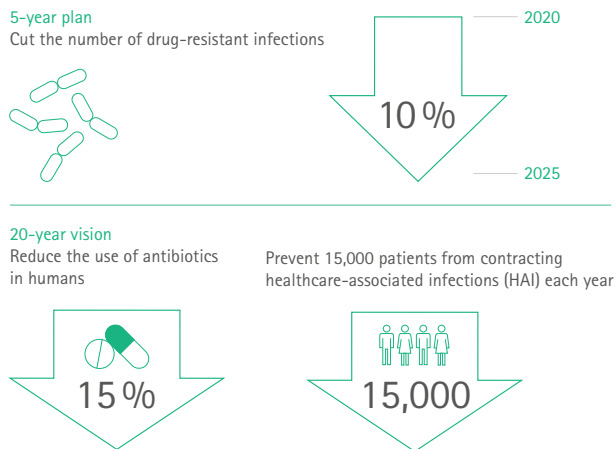 5-year plan
Cut the number of drug-resistant infections
2020
10 %
2025
20-year vision
Reduce the use of antibiotics
in humans
15 %
Prevent 15,000 patients from contracting
healthcare-associated infections (HAI) each year
15,000